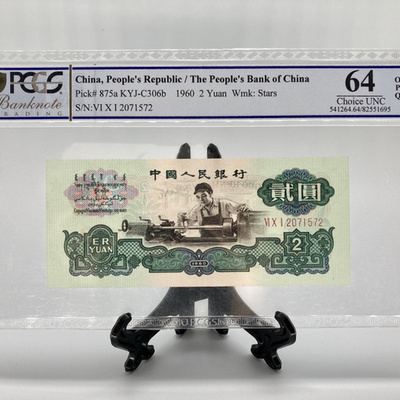 PCGS
Banknote
GRADING
China, People's Republic / The People's Bank of China
Pick# 875a KYJ-C306b 1960 2 Yuan Wmk: Stars
S/N:VI X I 2071572
64
Choice UNC
541264.64/82551695
中國人民銀行
貳圓
VI X I 2071572
ER
YUAN
1960
2